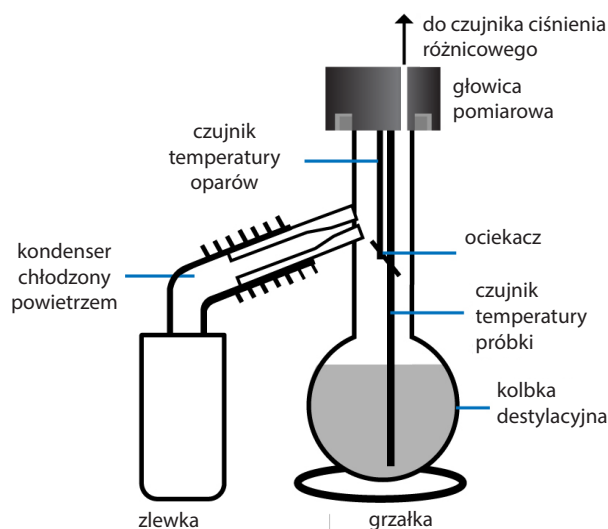 do czujnika ciśnienia
różnicowego
głowica
pomiarowa
czujnik
temperatury
oparów
ociekacz
kondenser
chłodzony
powietrzem
czujnik
temperatury
próbki
kolbka
destylacyjna
zlewka
grzałka